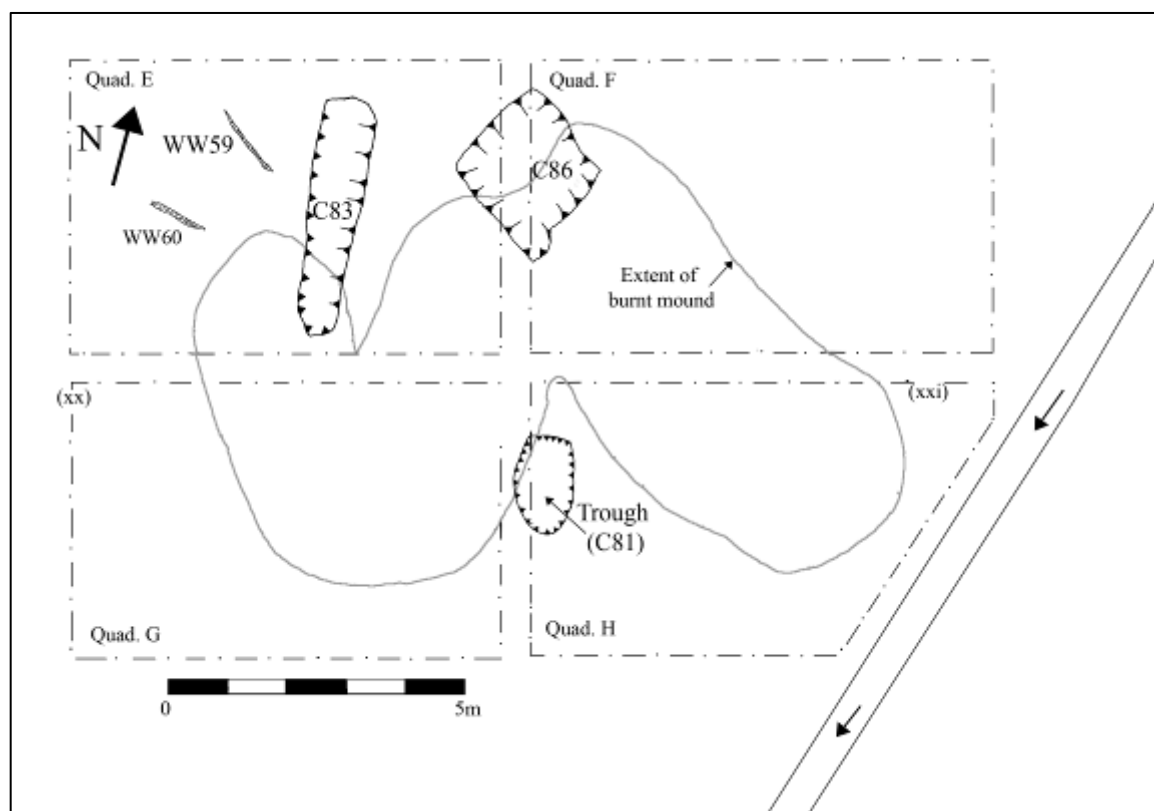 Quad. E
Quad. F
N
WW59
C86
C83
WW60
Extent of
burnt mound
(xx)
(xxi)
Trough
(C81)
Quad. G
Quad. H
0
5m